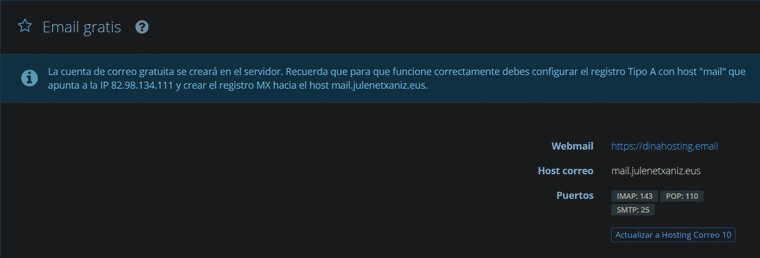 Email gratis
La cuenta de correo gratuita se creará en el servidor. Recuerda que para que funcione correctamente debes configurar el registro Tipo A con host "mail" que
apunta a la IP 82.98.134.111 y crear el registro MX hacia el host mail.julenetxaniz.eus.
Webmail https://dinahosting.email
Host correo mail.julenetxaniz.eus
Puertos IMAP: 143 POP: 110
SMTP: 25
Actualizar a Hosting Correo 10